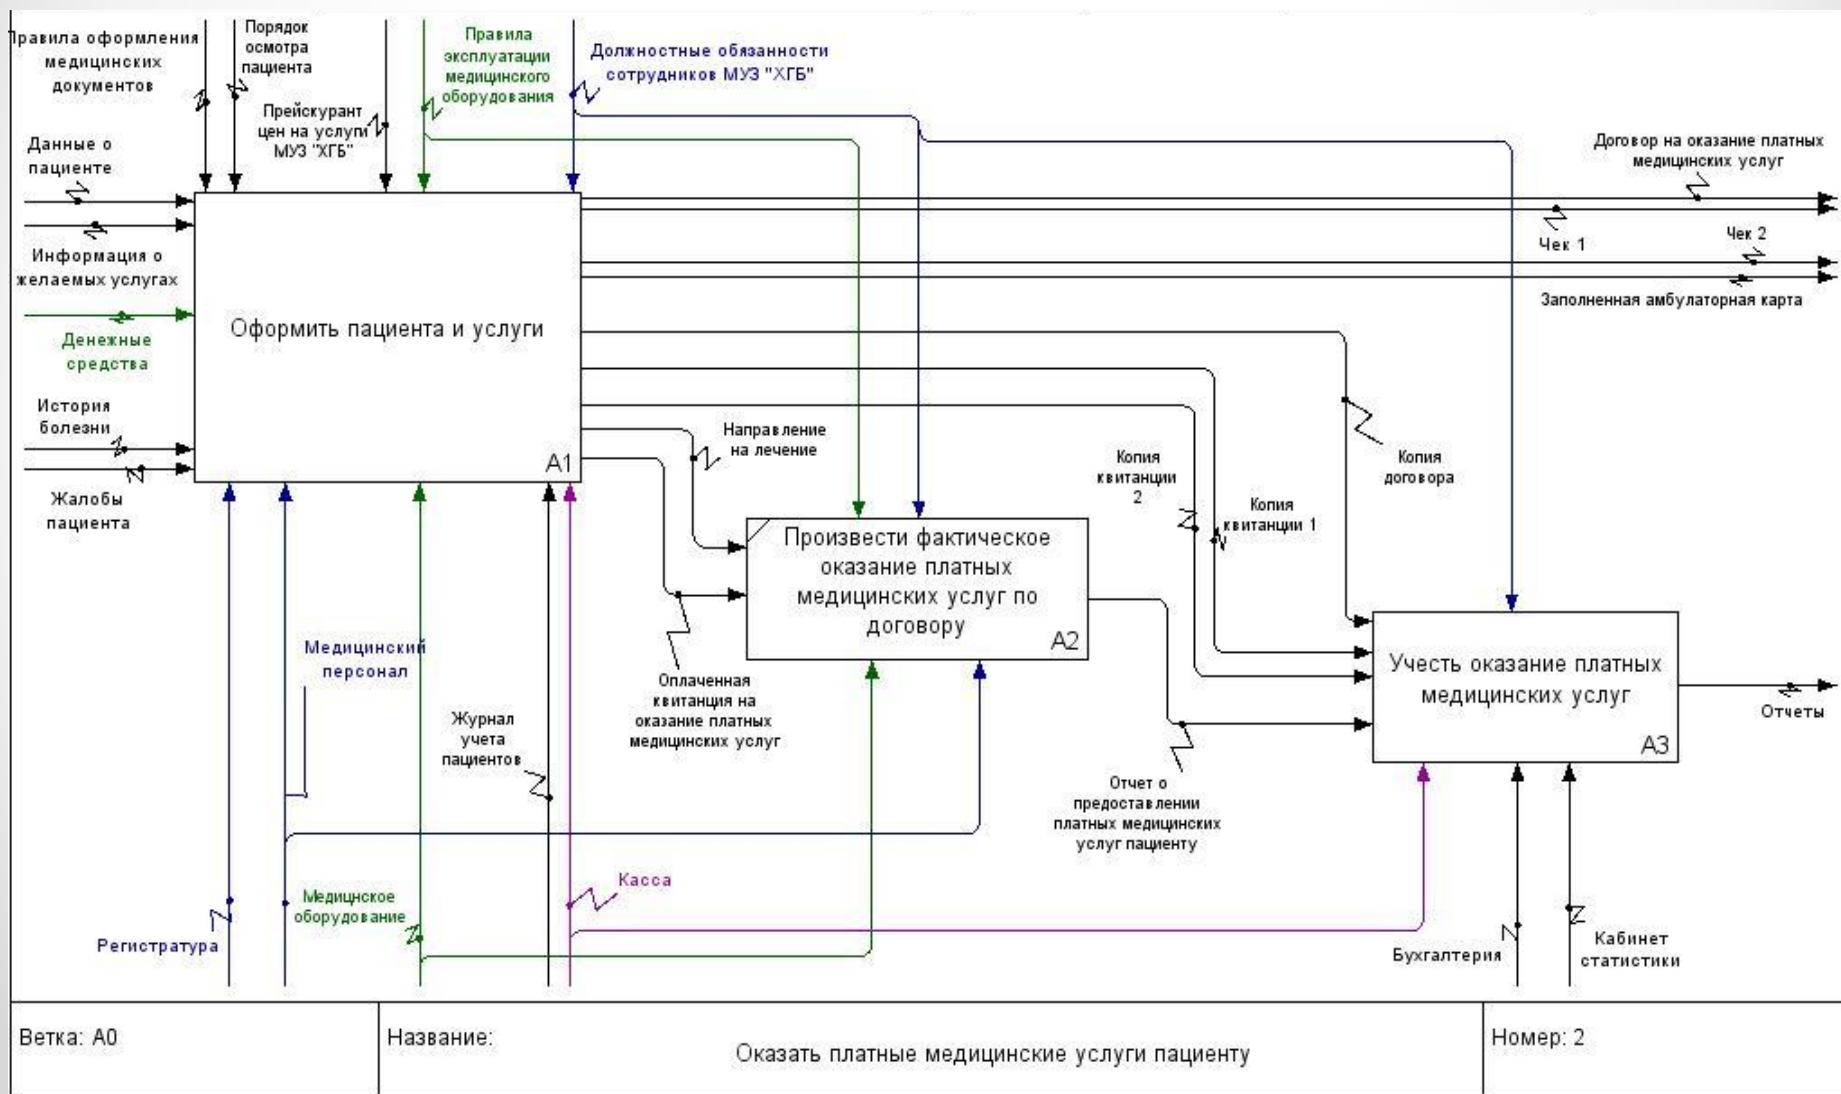 Правила оформления
медицинских
документов
Порядок
осмотра
пациента
Прейскурант
цен на услуги
МУЗ "ХГБ"
Правила
эксплуатации
медицинского
оборудования
Должностные обязанности
сотрудников МУЗ "ХГБ"
Данные о
пациенте
Информация о
желаемых услугах
Денежные
средства
История
болезни
Жалобы
пациента
Оформить пациента и услуги
A1
Договор на оказание платных
медицинских услуг
Чек 1
Чек 2
Заполненная амбулаторная карта
Направление
на лечение
Копия
квитанции
2
Копия
квитанции 1
Копия
договора
Произвести фактическое
оказание платных
медицинских услуг по
договору
A2
Оплаченная
квитанция на
оказание платных
медицинских услуг
Учесть оказание платных
медицинских услуг
A3
Отчеты
Медицинский
персонал
Журнал
учета
пациентов
Отчет о
предоставлении
платных медицинских
услуг пациенту
Касса
Медицнское
оборудование
Регистратура
Бухгалтерия
Кабинет
статистики
Ветка: A0
Название:
Оказать платные медицинские услуги пациенту
Номер: 2